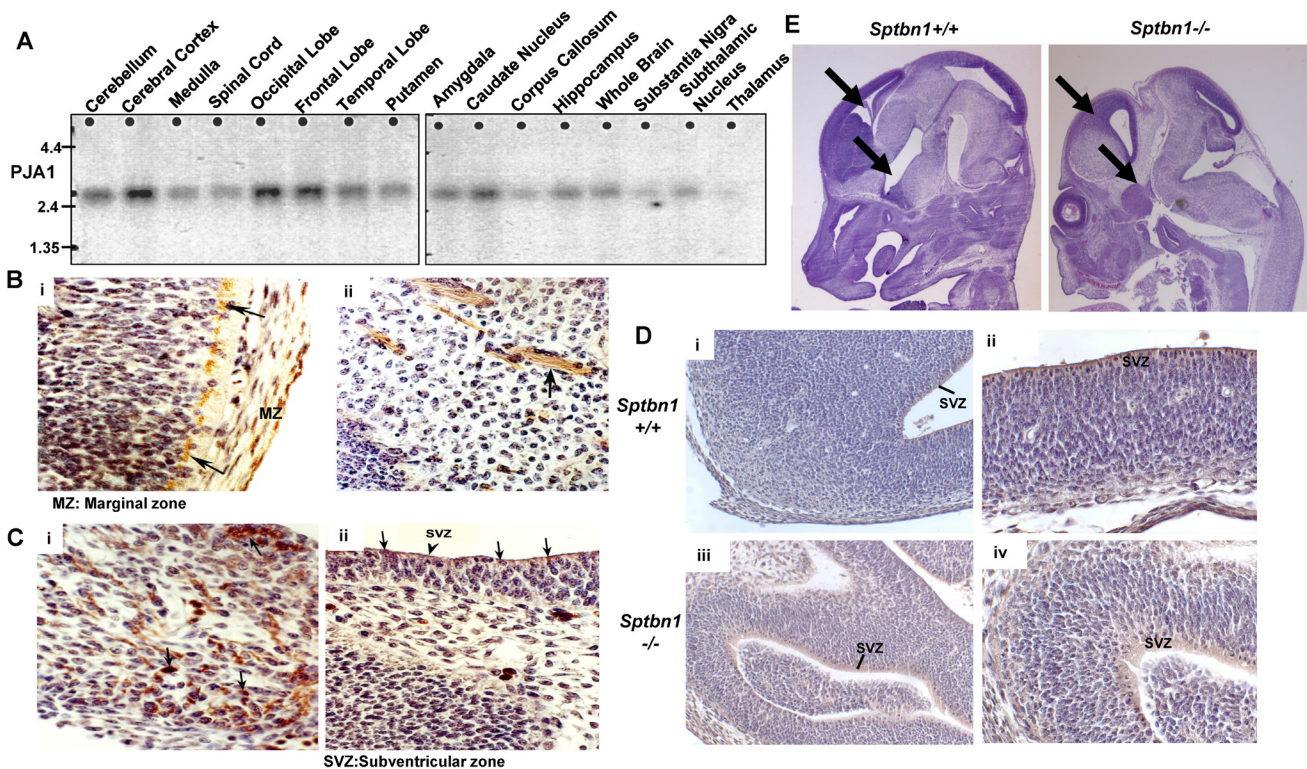 A
Cerebellum
Cerebral Cortex
Medulla
Spinal Cord
Occipital Lobe
Frontal Lobe
Temporal Lobe
Putamen
Amygdala
Caudate Nucleus
Corpus Callosum
Hippocampus
Whole Brain
Substantia Nigra
Subthalamic
Nucleus
Thalamus
4.4
PJA1
2.4
1.35
E
Sptbn1+/+
Sptbn1-/-
B
i
MZ
ii
MZ: Marginal zone
C
i
ii
SVZ
SVZ:Subventricular zone
D
i
SVZ
ii
SVZ
Sptbn1
+/+
iii
SVZ
iv
SVZ
Sptbn1
-/-